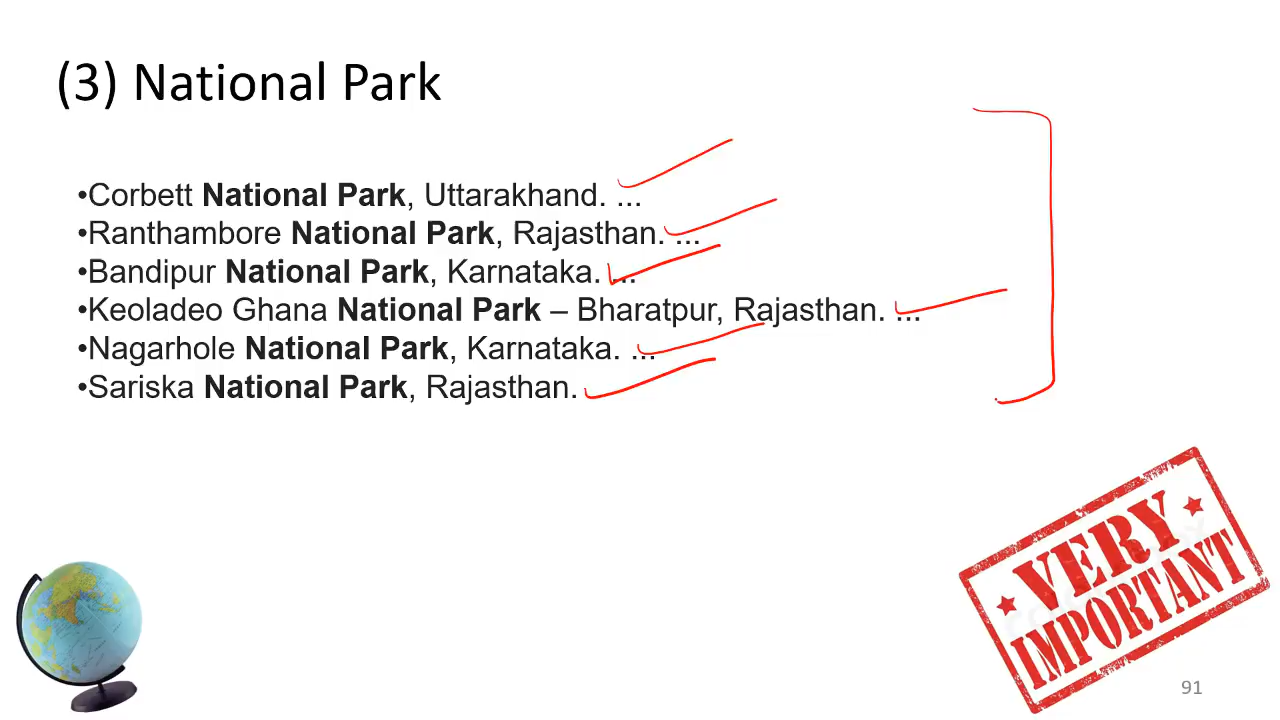 (3) National Park
•Corbett National Park, Uttarakhand. ...
•Ranthambore National Park, Rajasthan. ...
•Bandipur National Park, Karnataka. ...
•Keoladeo Ghana National Park – Bharatpur, Rajasthan. ...
•Nagarhole National Park, Karnataka. ...
•Sariska National Park, Rajasthan.
VERY
IMPORTANT
91